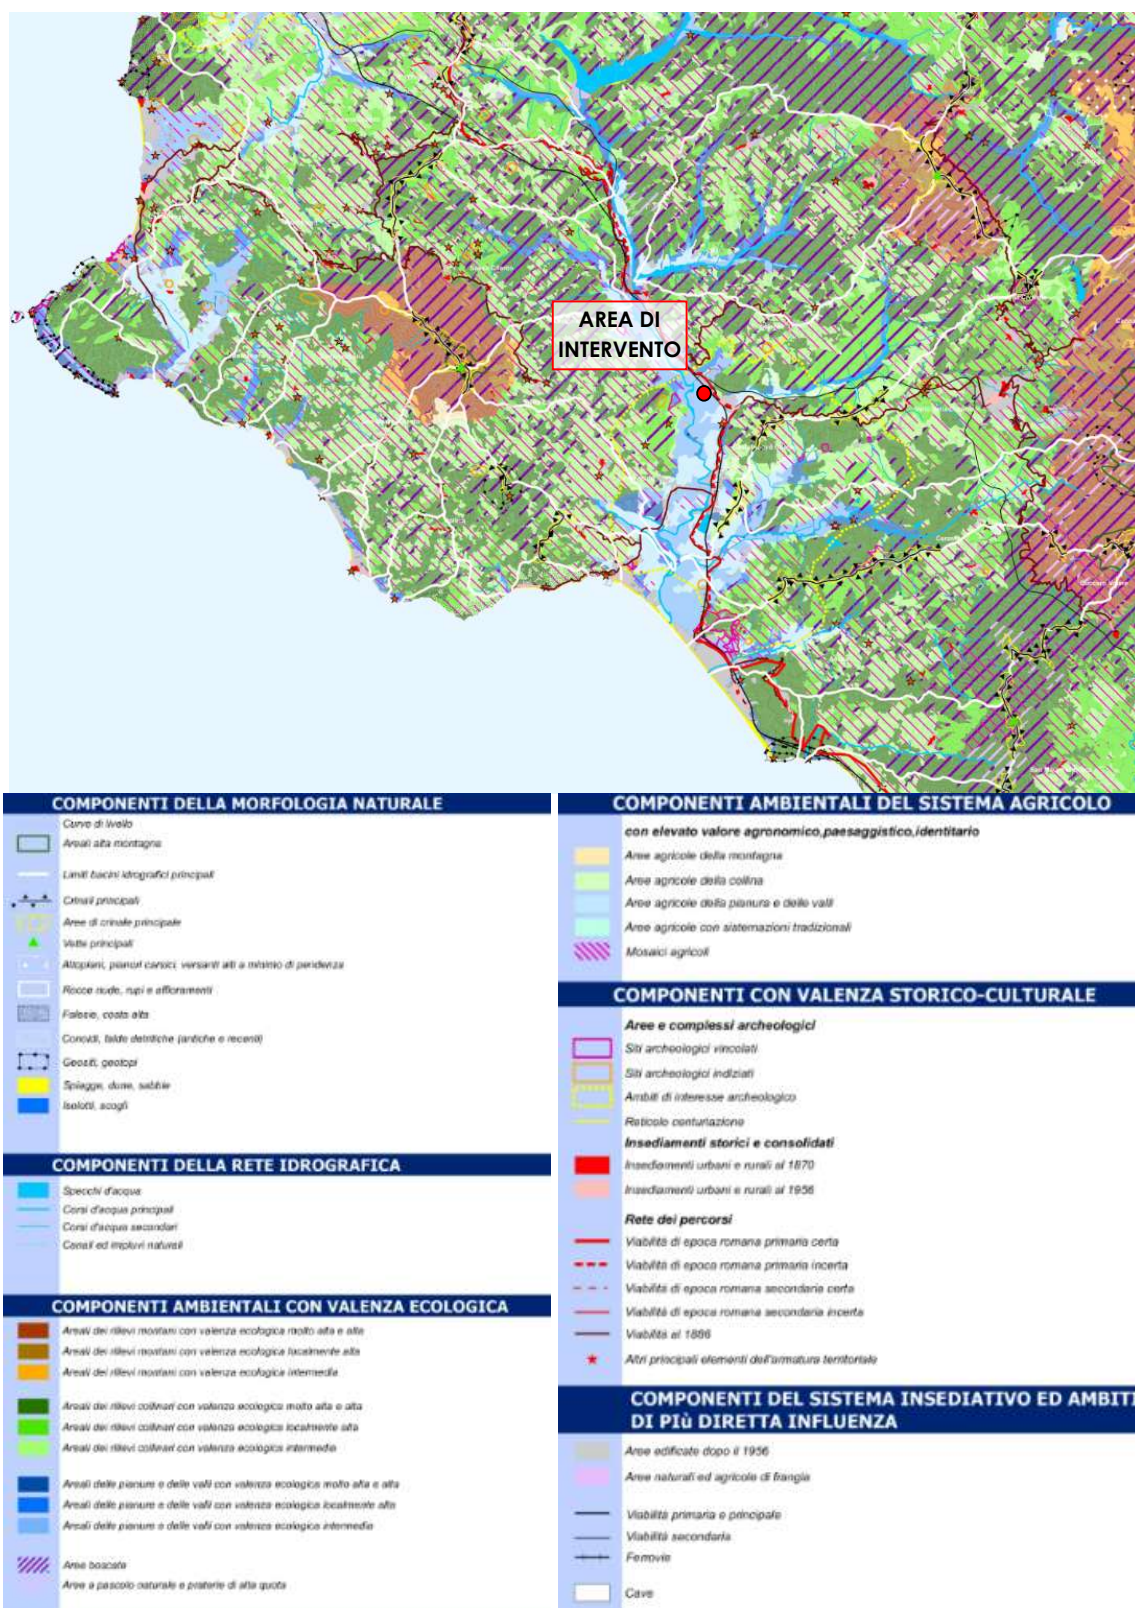 AREA DI
INTERVENTO
COMPONENTI DELLA MORFOLOGIA NATURALE
Curve di livello
Areali alta montagna
Limiti bacini idrografici principali
Crinali principali
Aree di crinale principale
Vette principali
Altopiani, pianori carsici, versanti alti a minimo di pendenza
Rocce nude, rupi e affioramenti
Falesie, costa alta
Conoidi, falde detritiche (antiche e recenti)
Geositi, geotopi
Spiagge, dune, sabbie
Isolotti, scogli
COMPONENTI DELLA RETE IDROGRAFICA
Specchi d'acqua
Corsi d'acqua principali
Corsi d'acqua secondari
Canali ed impluvi naturali
COMPONENTI AMBIENTALI CON VALENZA ECOLOGICA
Areali dei rilievi montani con valenza ecologica molto alta e alta
Areali dei rilievi montani con valenza ecologica localmente alta
Areali dei rilievi montani con valenza ecologica intermedia
Areali dei rilievi collinari con valenza ecologica molto alta e alta
Areali dei rilievi collinari con valenza ecologica localmente alta
Areali dei rilievi collinari con valenza ecologica intermedia
Areali delle pianure e delle valli con valenza ecologica molto alta e alta
Areali delle pianure e delle valli con valenza ecologica localmente alta
Areali delle pianure e delle valli con valenza ecologica intermedia
Aree boscate
Aree a pascolo naturale e praterie di alta quota
COMPONENTI AMBIENTALI DEL SISTEMA AGRICOLO
con elevato valore agronomico,paesaggistico,identitario
Aree agricole della montagna
Aree agricole della collina
Aree agricole della pianura e delle valli
Aree agricole con sistemazioni tradizionali
Mosaici agricoli
COMPONENTI CON VALENZA STORICO-CULTURALE
Aree e complessi archeologici
Siti archeologici vincolati
Siti archeologici indiziati
Ambiti di interesse archeologico
Reticolo centuriazione
Insediamenti storici e consolidati
Insediamenti urbani e rurali al 1870
Insediamenti urbani e rurali al 1956
Rete dei percorsi
Viabilità di epoca romana primaria certa
Viabilità di epoca romana primaria incerta
Viabilità di epoca romana secondaria certa
Viabilità di epoca romana secondaria incerta
Viabilità al 1886
Altri principali elementi dell'armatura territoriale
COMPONENTI DEL SISTEMA INSEDIATIVO ED AMBITI
DI PIù DIRETTA INFLUENZA
Aree edificate dopo il 1956
Aree naturali ed agricole di frangia
Viabilità primaria e principale
Viabilità secondaria
Ferrovie
Cave